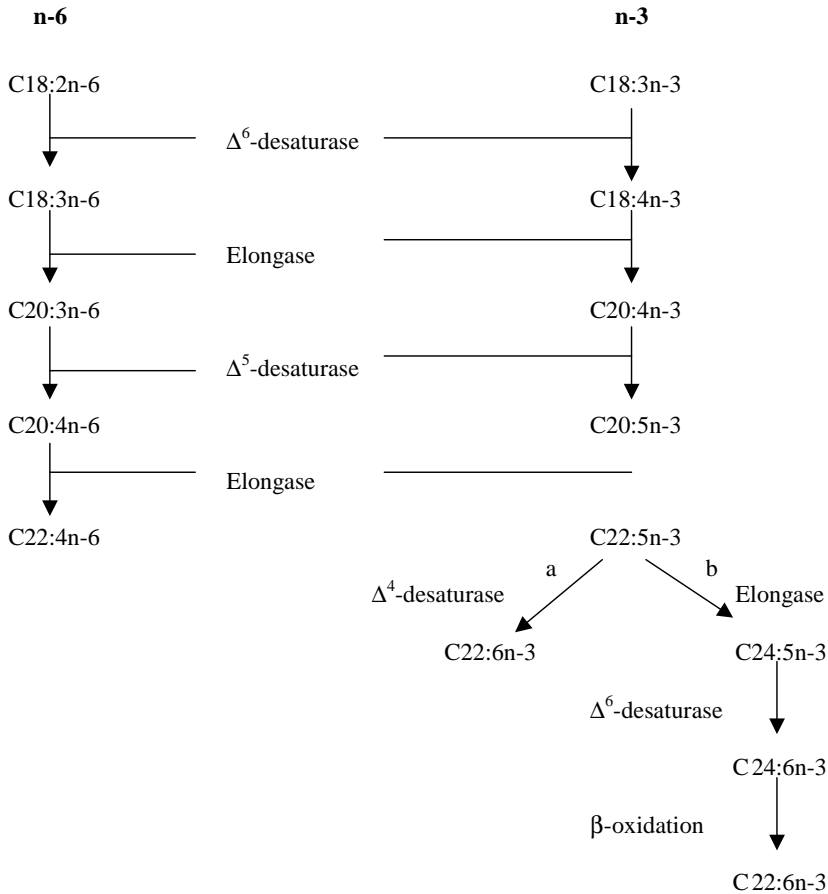 n-6 n-3
C18:2n-6 C18:3n-3
Δ6-desaturase
C18:3n-6 C18:4n-3
Elongase
C20:3n-6 C20:4n-3
Δ5-desaturase
C20:4n-6 C20:5n-3
Elongase
C22:4n-6 C22:5n-3
a b
Δ4-desaturase Elongase
C22:6n-3 C24:5n-3
Δ6-desaturase
C24:6n-3
β-oxidation
C22:6n-3